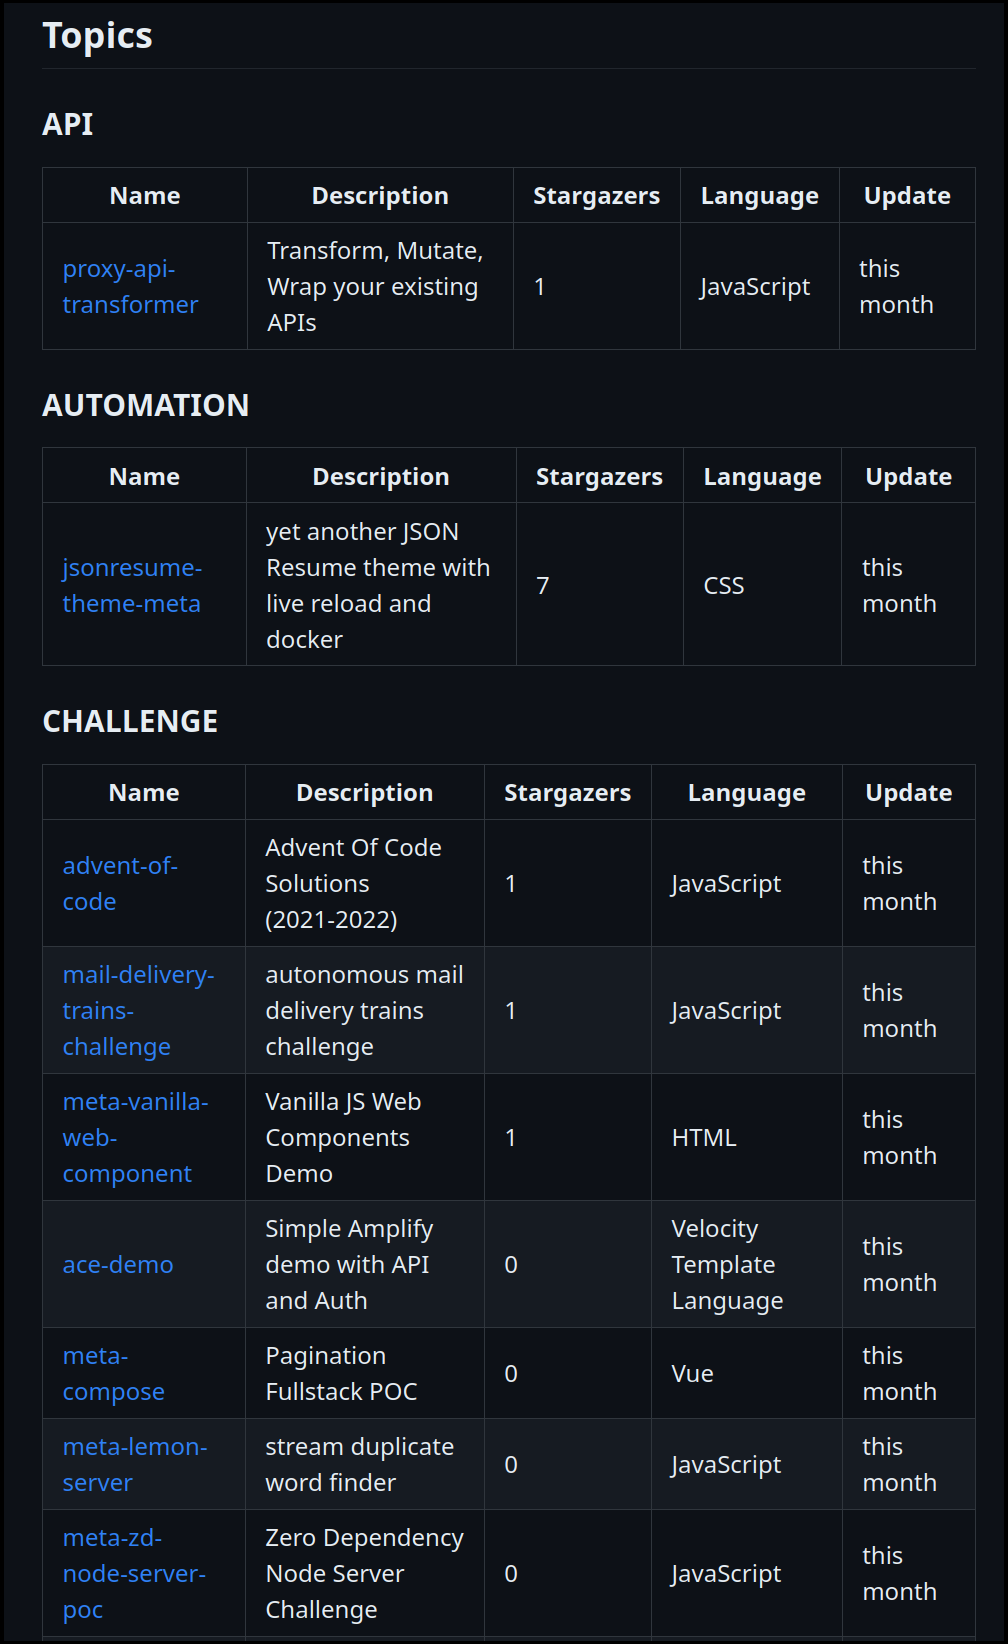 Topics
API
Name Description Stargazers Language Update
proxy-api-transformer Transform, Mutate, Wrap your existing APIs 1 JavaScript this month
AUTOMATION
Name Description Stargazers Language Update
jsonresume-theme-meta yet another JSON Resume theme with live reload and docker 7 CSS this month
CHALLENGE
Name Description Stargazers Language Update
advent-of-code Advent Of Code Solutions (2021-2022) 1 JavaScript this month
mail-delivery-trains-challenge autonomous mail delivery trains challenge 1 JavaScript this month
meta-vanilla-web-component Vanilla JS Web Components Demo 1 HTML this month
ace-demo Simple Amplify demo with API and Auth 0 Velocity Template Language this month
meta-compose Pagination Fullstack POC 0 Vue this month
meta-lemon-server stream duplicate word finder 0 JavaScript this month
meta-zd-node-server-poc Zero Dependency Node Server Challenge 0 JavaScript this month